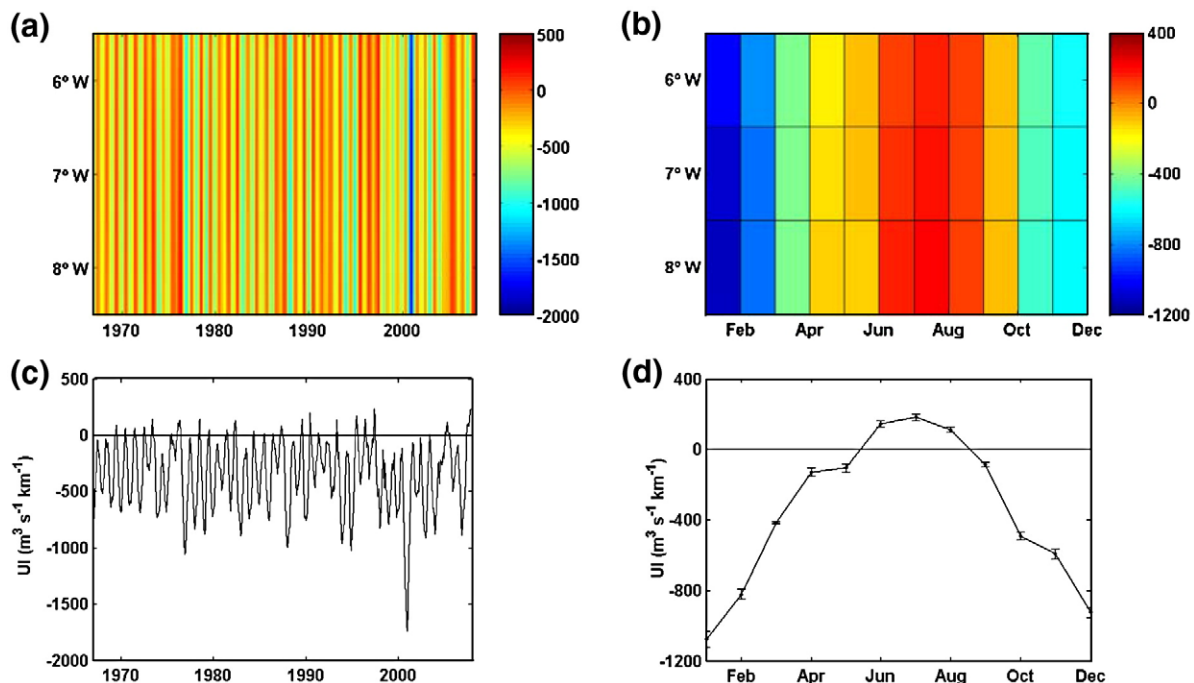 (a)
6° W
7° W
8° W
1970 1980 1990 2000
500
0
-500
-1000
-1500
-2000
(b)
6° W
7° W
8° W
Feb Apr Jun Aug Oct Dec
400
0
-400
-800
-1200
(c)
UI (m³ s⁻¹ km⁻¹)
500
0
-500
-1000
-1500
-2000
1970 1980 1990 2000
(d)
UI (m³ s⁻¹ km⁻¹)
400
0
-400
-800
-1200
Feb Apr Jun Aug Oct Dec